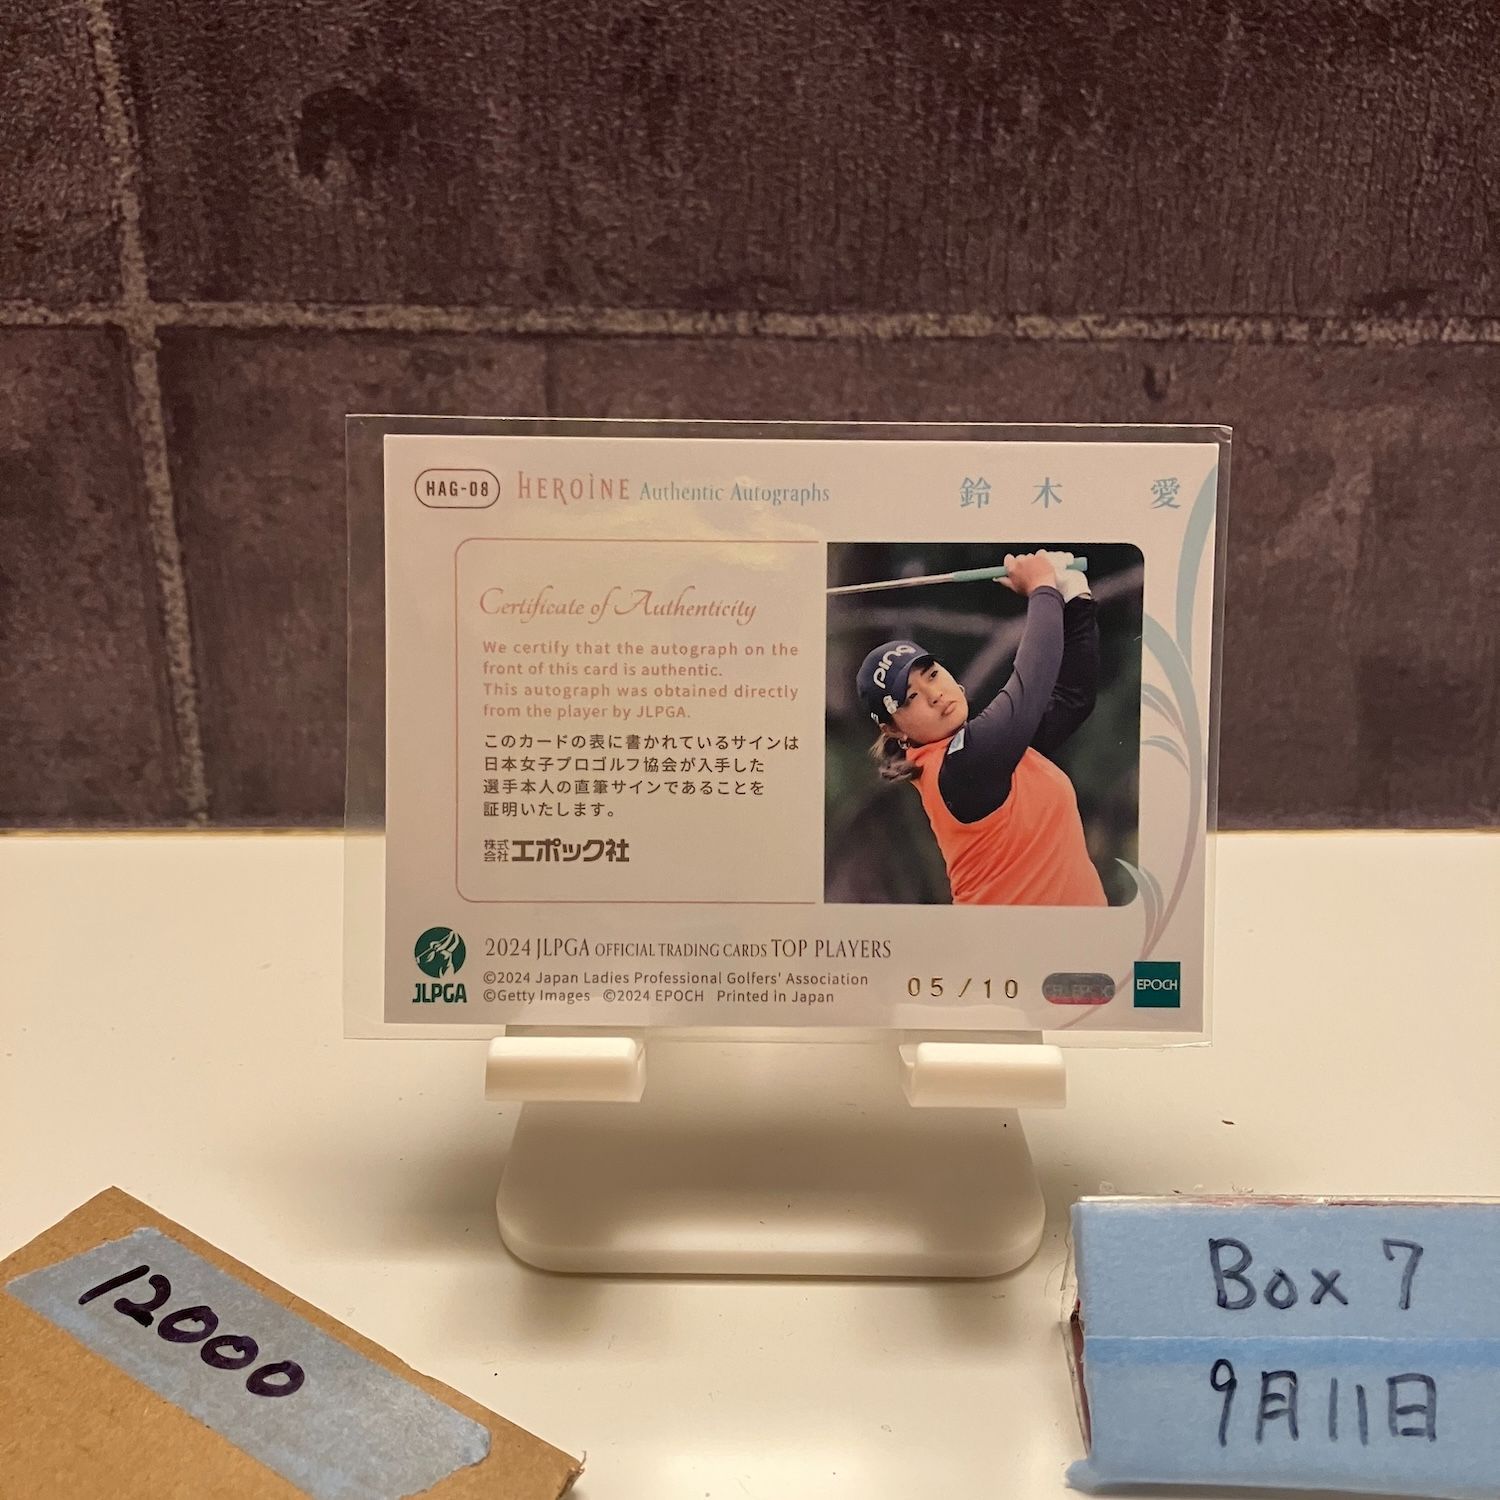 HAG-08 HEROINE Authentic Autographs 鈴木 愛
Certificate of Authenticity
We certify that the autograph on the
front of this card is authentic.
This autograph was obtained directly
from the player by JLPGA.
このカードの表に書かれているサインは
日本女子プロゴルフ協会が入手した
選手本人の直筆サインであることを
証明いたします。
株式会社エポック社
PING
JLPGA
2024 JLPGA OFFICIAL TRADING CARDS TOP PLAYERS
©2024 Japan Ladies Professional Golfers' Association
©Getty Images ©2024 EPOCH Printed in Japan
05/10
EPOCH
12000
Box 7
9月11日